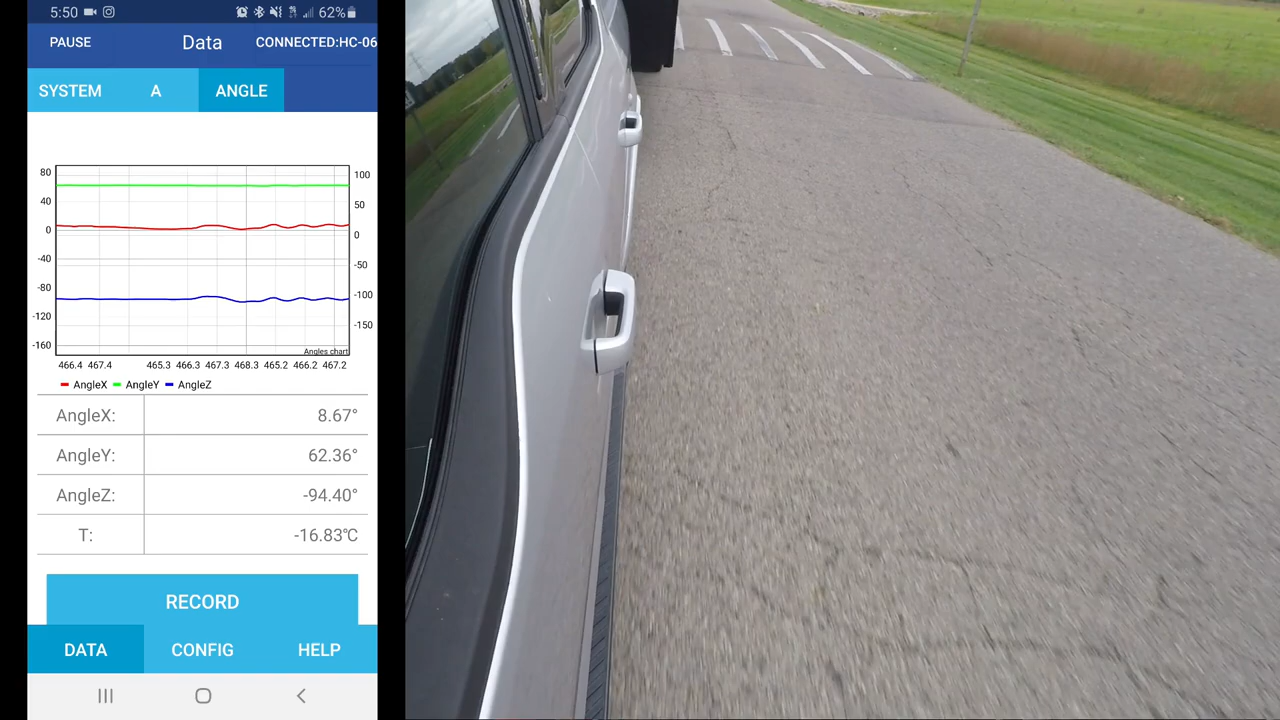 5:50 62%
PAUSE Data CONNECTED:HC-06
SYSTEM A ANGLE
80 100
40 50
0 0
-40 -50
-80 -100
-120 -150
-160
Angles chart
466.4 467.4 465.3 467.3 468.3 465.2 466.2 467.2
AngleX AngleY AngleZ
AngleX: 8.67°
AngleY: 62.36°
AngleZ: -94.40°
T: -16.83℃
RECORD
DATA CONFIG HELP